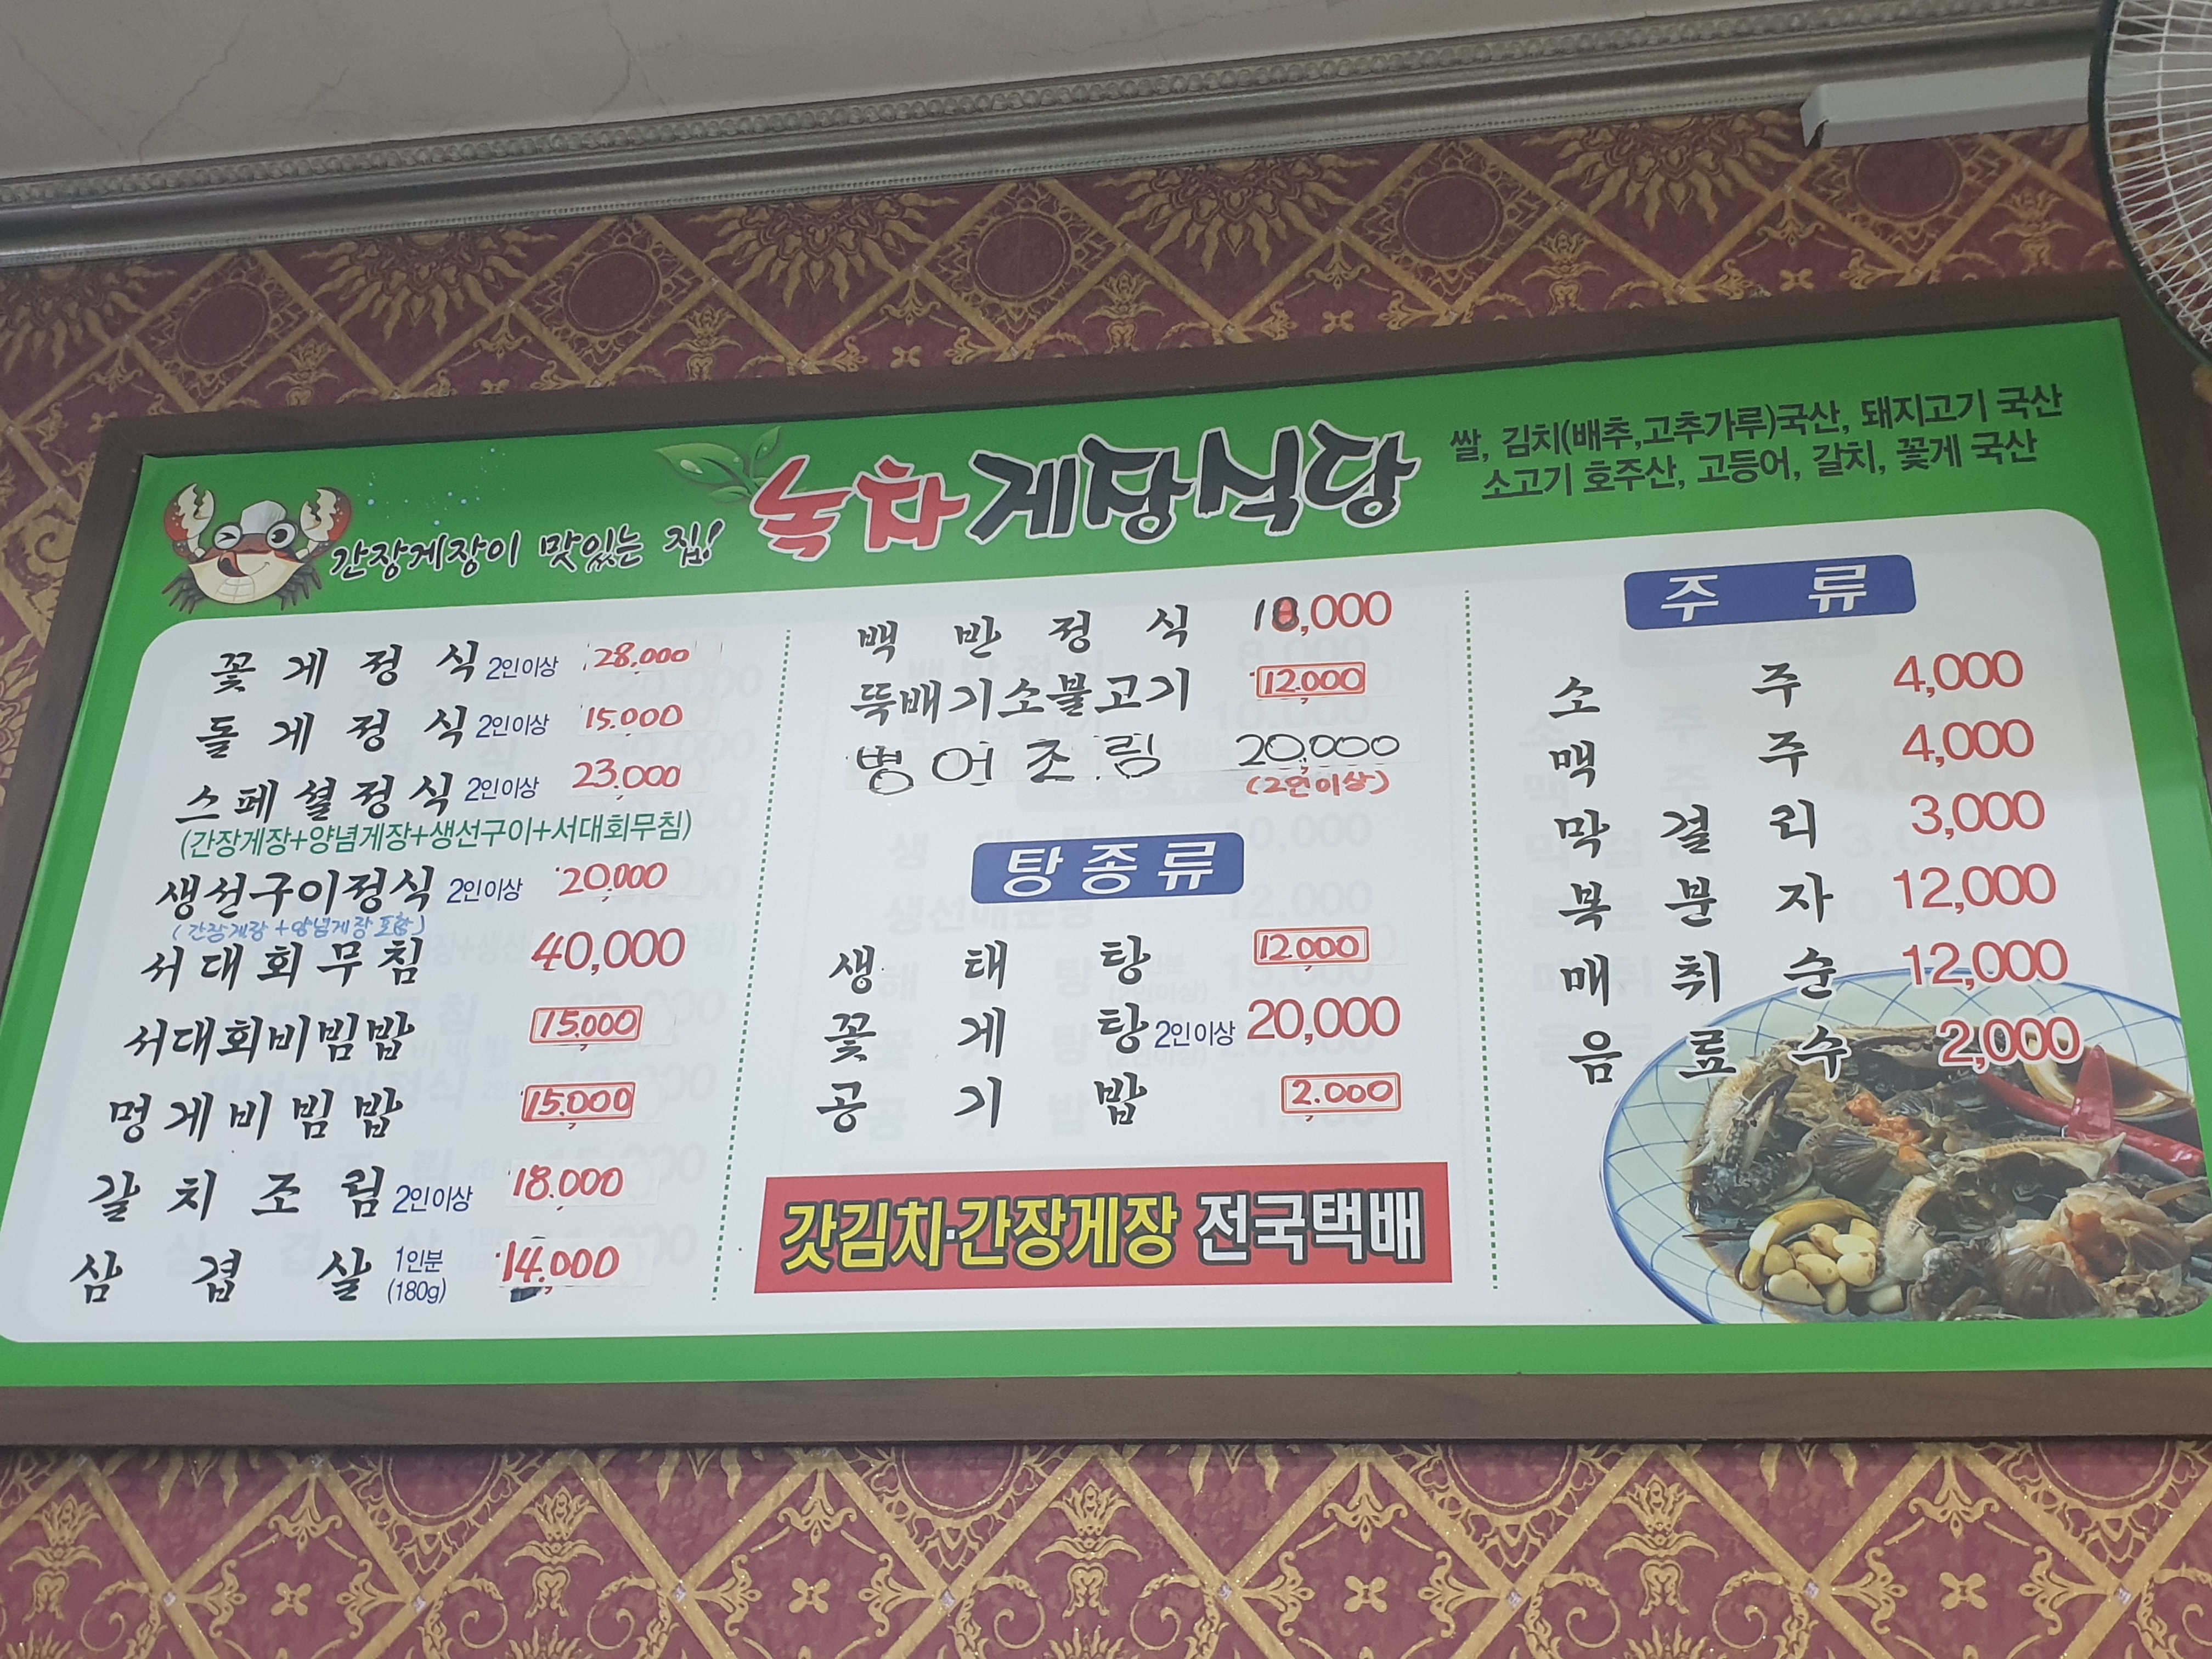 간장게장이 맛있는 집!
녹차게장식당
쌀, 김치(배추,고추가루)국산, 돼지고기 국산
소고기 호주산, 고등어, 갈치, 꽃게 국산
꽃게정식 2인이상 28,000
돌게정식 2인이상 15,000
스페셜정식 2인이상 23,000
(간장게장+양념게장+생선구이+서대회무침)
생선구이정식 2인이상 20,000
(간장게장+양념게장포함)
서대회무침 40,000
서대회비빔밥 15,000
멍게비빔밥 15,000
갈치조림 2인이상 18,000
삼겹살 1인분 (180g) 14,000
백반정식 10,000
뚝배기소불고기 12,000
병어조림 20,000
(2인이상)
탕종류
생태탕 12,000
꽃게탕 2인이상 20,000
공기밥 2,000
갓김치·간장게장 전국택배
주류
소주 4,000
맥주 4,000
막걸리 3,000
복분자 12,000
매취순 12,000
음료수 2,000